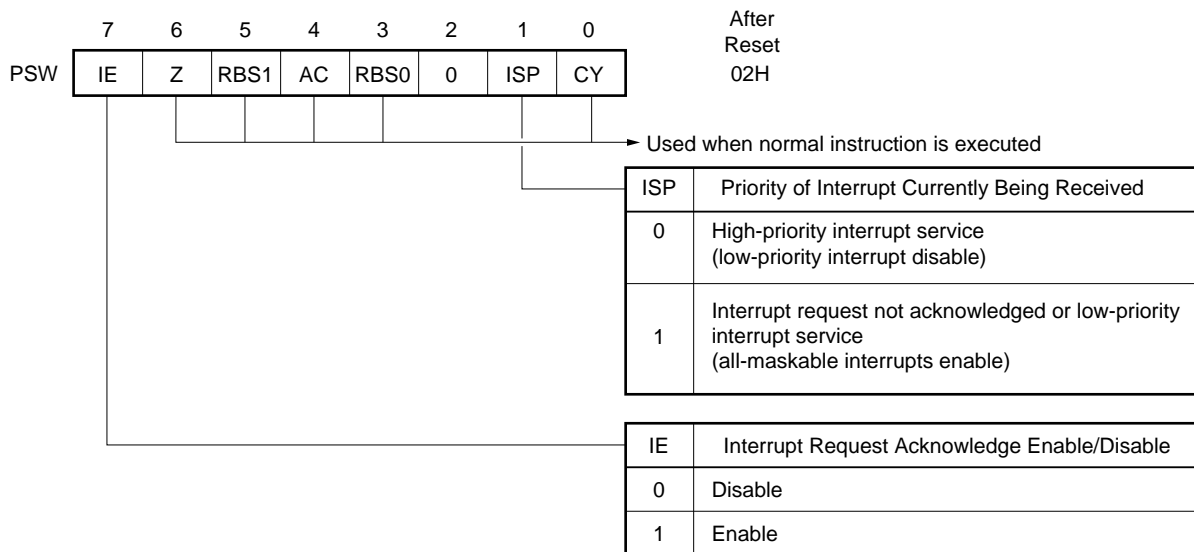 7 6 5 4 3 2 1 0
After
Reset
PSW IE Z RBS1 AC RBS0 0 ISP CY 02H
Used when normal instruction is executed
ISP Priority of Interrupt Currently Being Received
0 High-priority interrupt service
(low-priority interrupt disable)
1 Interrupt request not acknowledged or low-priority
interrupt service
(all-maskable interrupts enable)
IE Interrupt Request Acknowledge Enable/Disable
0 Disable
1 Enable